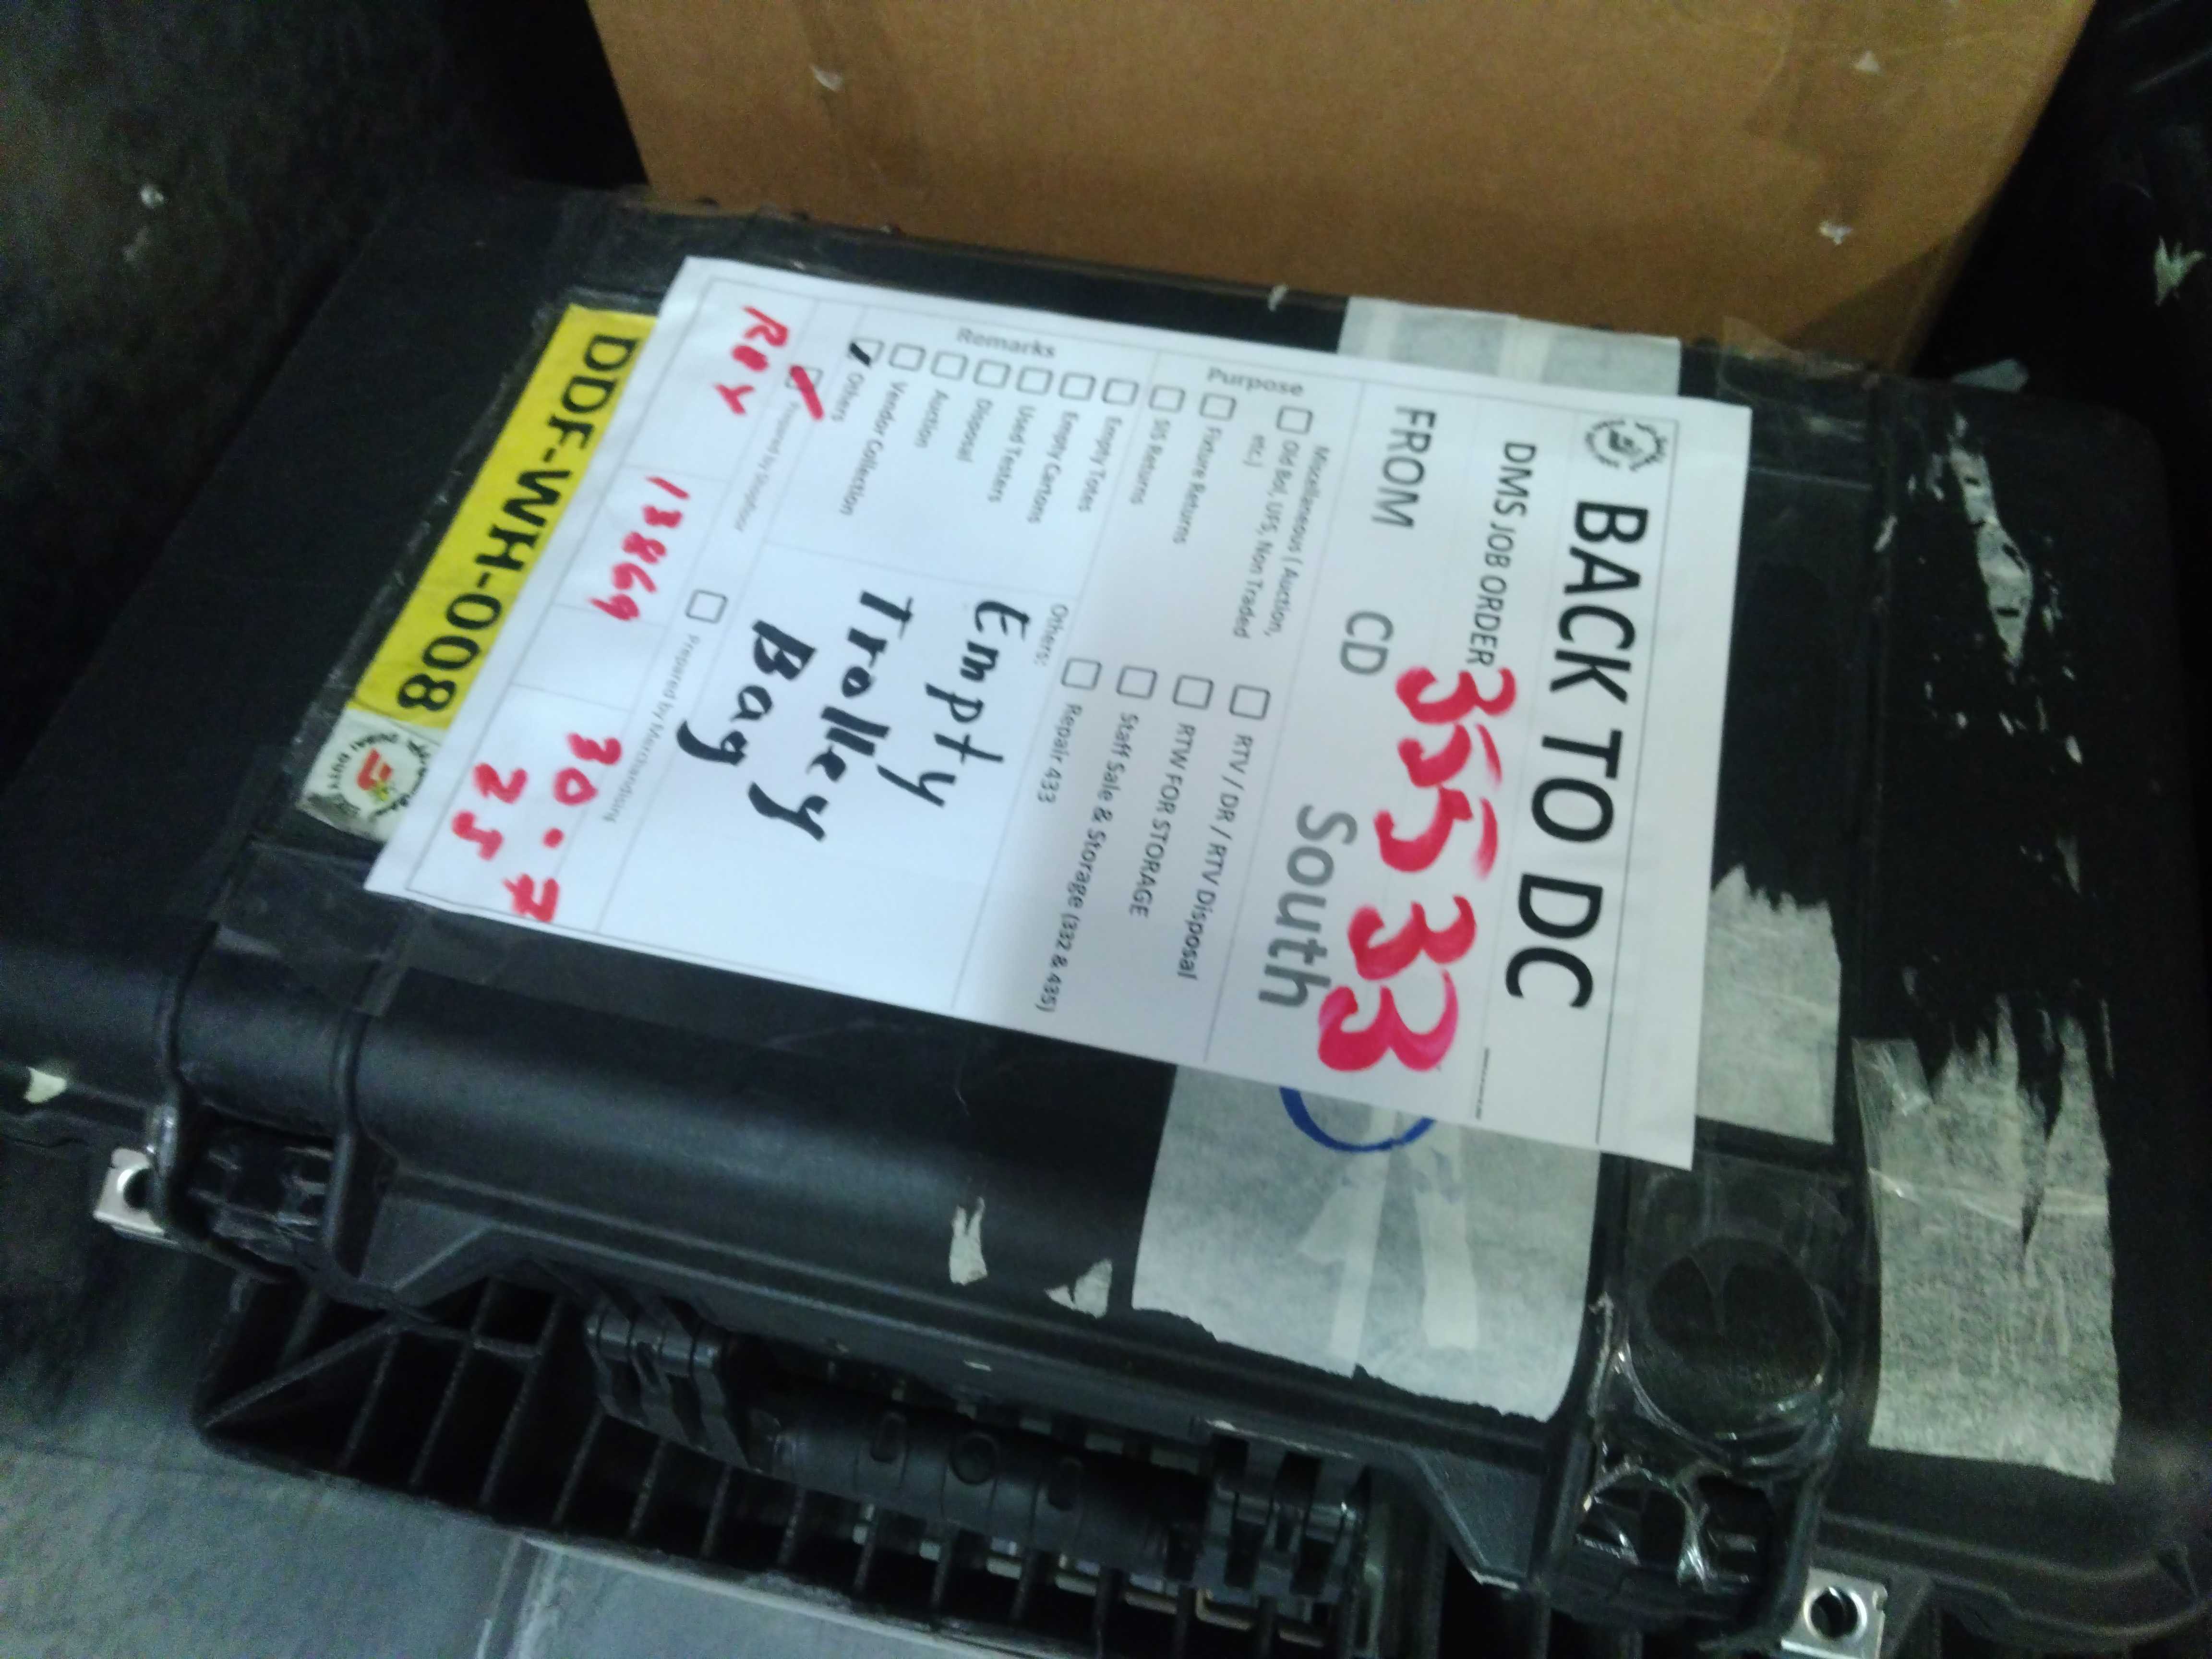 BACK TO DC
DMS JOB ORDER 35533
FROM CD South
Purpose
Miscellaneous ( Auction,
Old Bol, UFS, Non Traded
etc.)
RTV / DR / RTV Disposal
Fixture Returns
RTW FOR STORAGE
SIS Returns
Staff Sale & Storage (332 & 435)
Repair 433
Remarks
Empty Totes
Empty Cartons
Used Testers
Disposal
Auction
Vendor Collection
Others
Others:
Empty
Trolley
Bag
Prepared by Shopfloor
Prepared by Merchandising
ROY
13869
30.7
25
DDF-WH-008